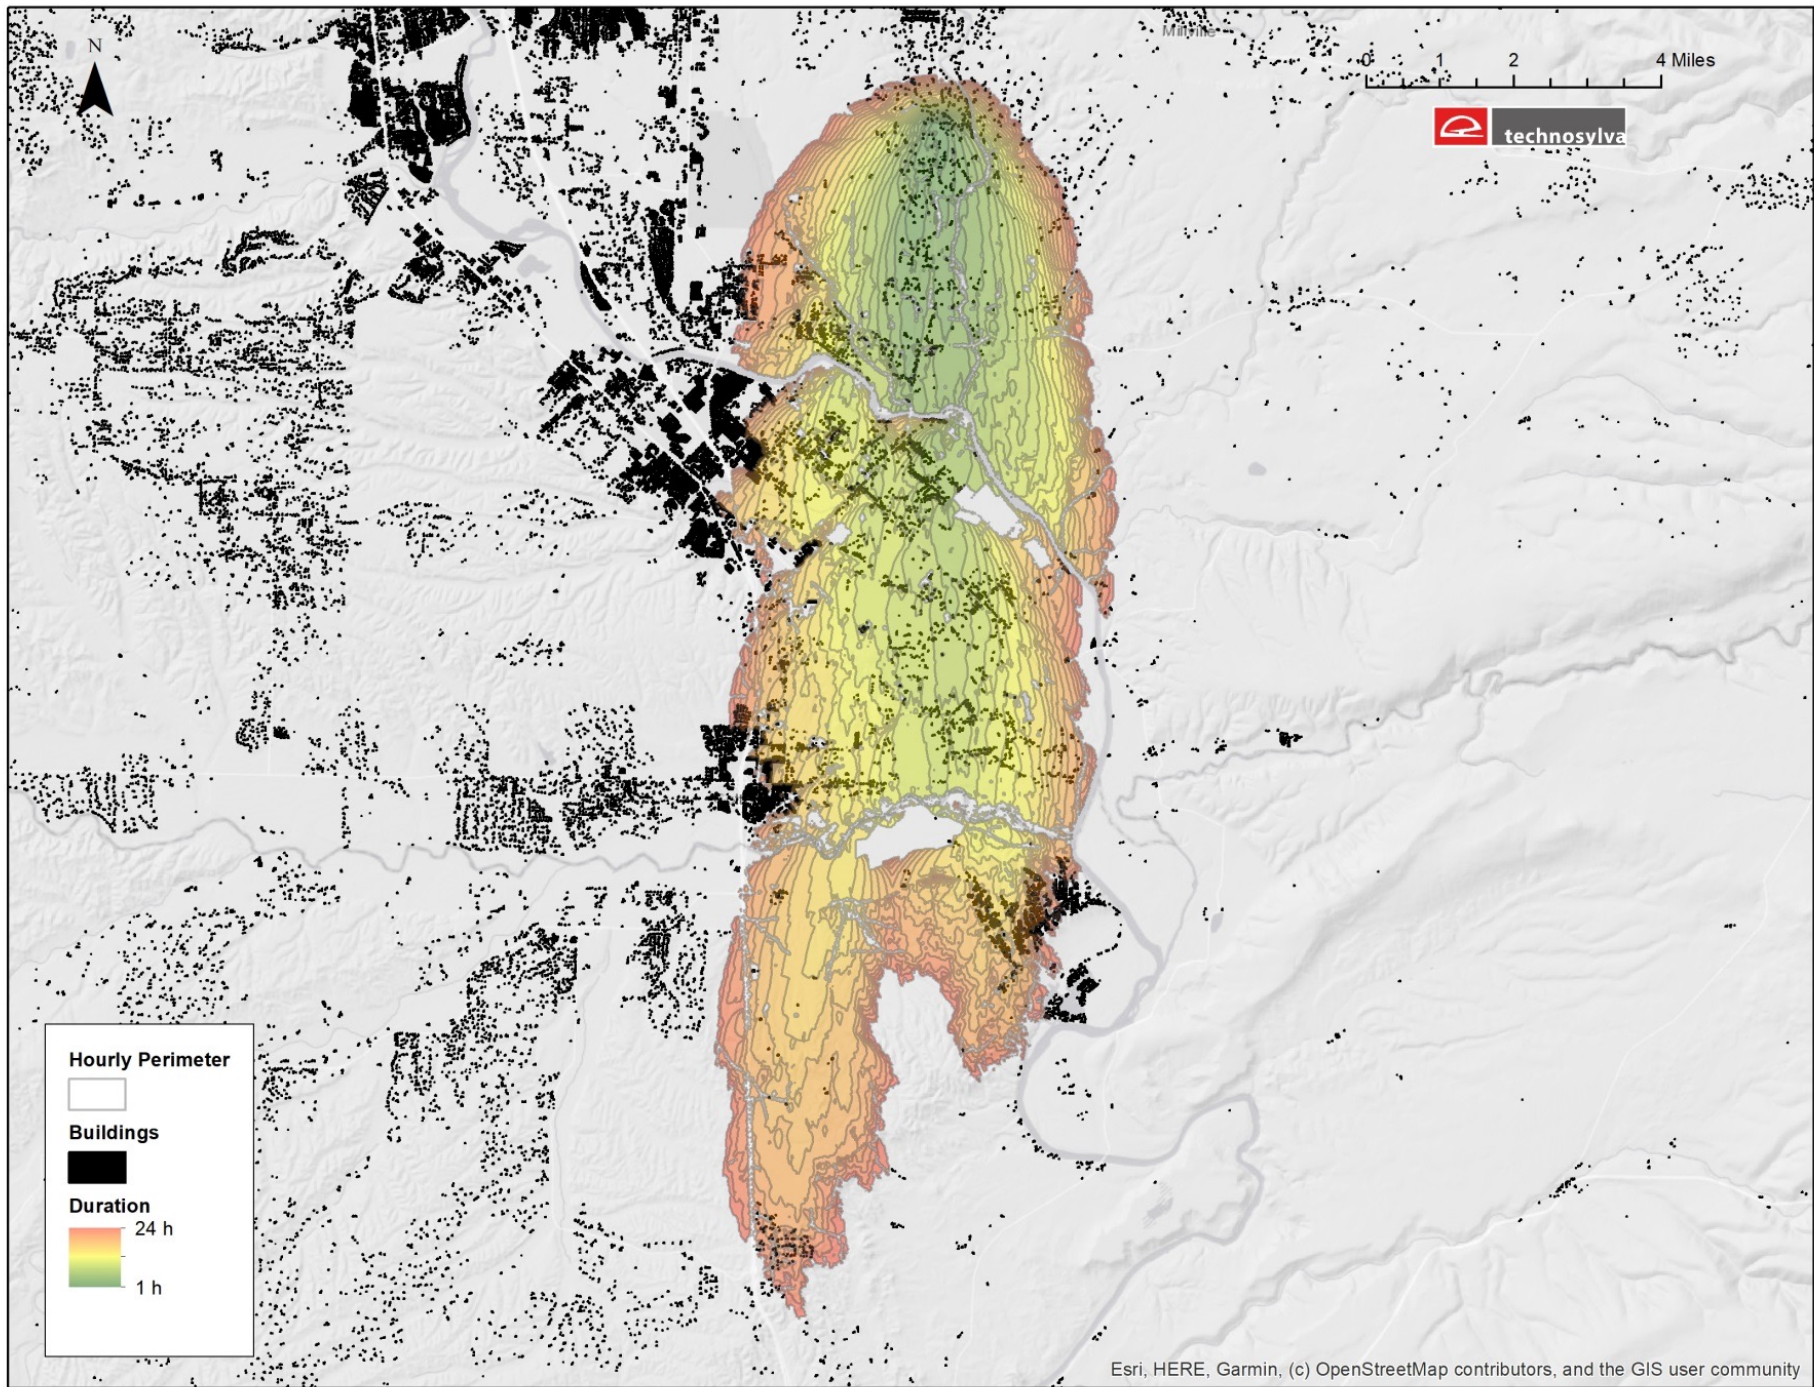 Millville
N
0 1 2 4 Miles
technosylva
Hourly Perimeter
Buildings
Duration
24 h
1 h
Esri, HERE, Garmin, (c) OpenStreetMap contributors, and the GIS user community